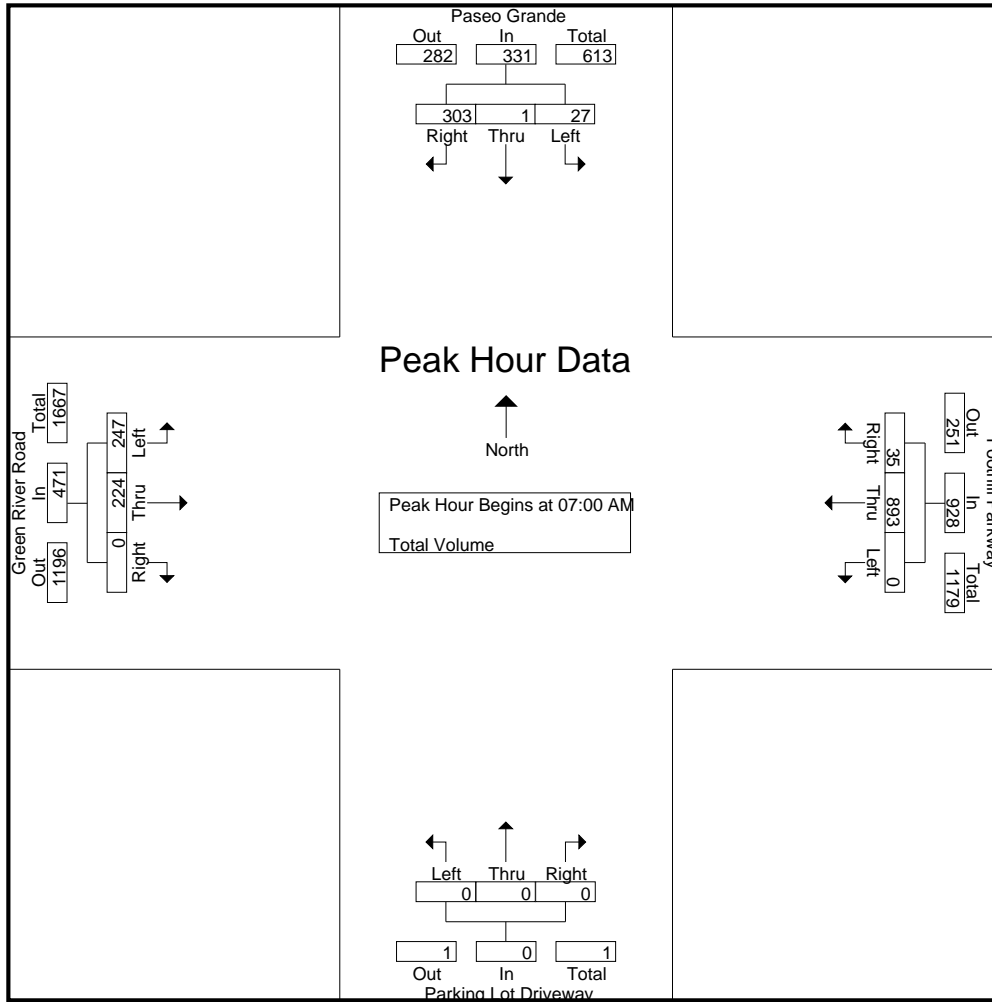 Paseo Grande
Out In Total
282 331 613
303 1 27
Right Thru Left
Peak Hour Data
North
Peak Hour Begins at 07:00 AM
Total Volume
Green River Road
Total In Out
1667 471 1196
247 224 0
Left Thru Right
Foothill Parkway
Out In Total
251 928 1179
35 893 0
Right Thru Left
Left Thru Right
0 0 0
1 0 1
Out In Total
Parking Lot Driveway